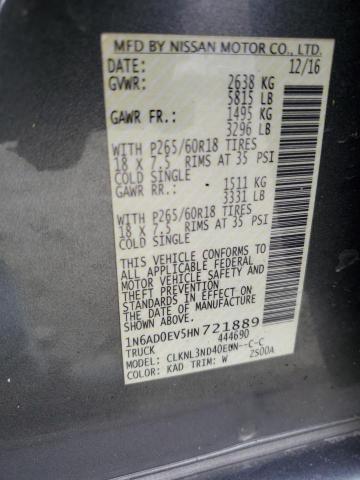 MFD BY NISSAN MOTOR CO., LTD.
DATE: 12/16
GVWR: 2638 KG
5815 LB
GAWR FR.: 1495 KG
3296 LB
WITH P265/60R18 TIRES
18 X 7.5 RIMS AT 35 PSI
COLD SINGLE
GAWR RR.: 1511 KG
3331 LB
WITH P265/60R18 TIRES
18 X 7.5 RIMS AT 35 PSI
COLD SINGLE
THIS VEHICLE CONFORMS TO
ALL APPLICABLE FEDERAL
MOTOR VEHICLE SAFETY AND
THEFT PREVENTION
STANDARDS IN EFFECT ON
THE DATE OF MANUFACTURE
1N6AD0EV5HN 721889
TRUCK 444690
MODEL: CLKNL3ND40EUN--C-C
COLOR: KAD TRIM: W 2S00A